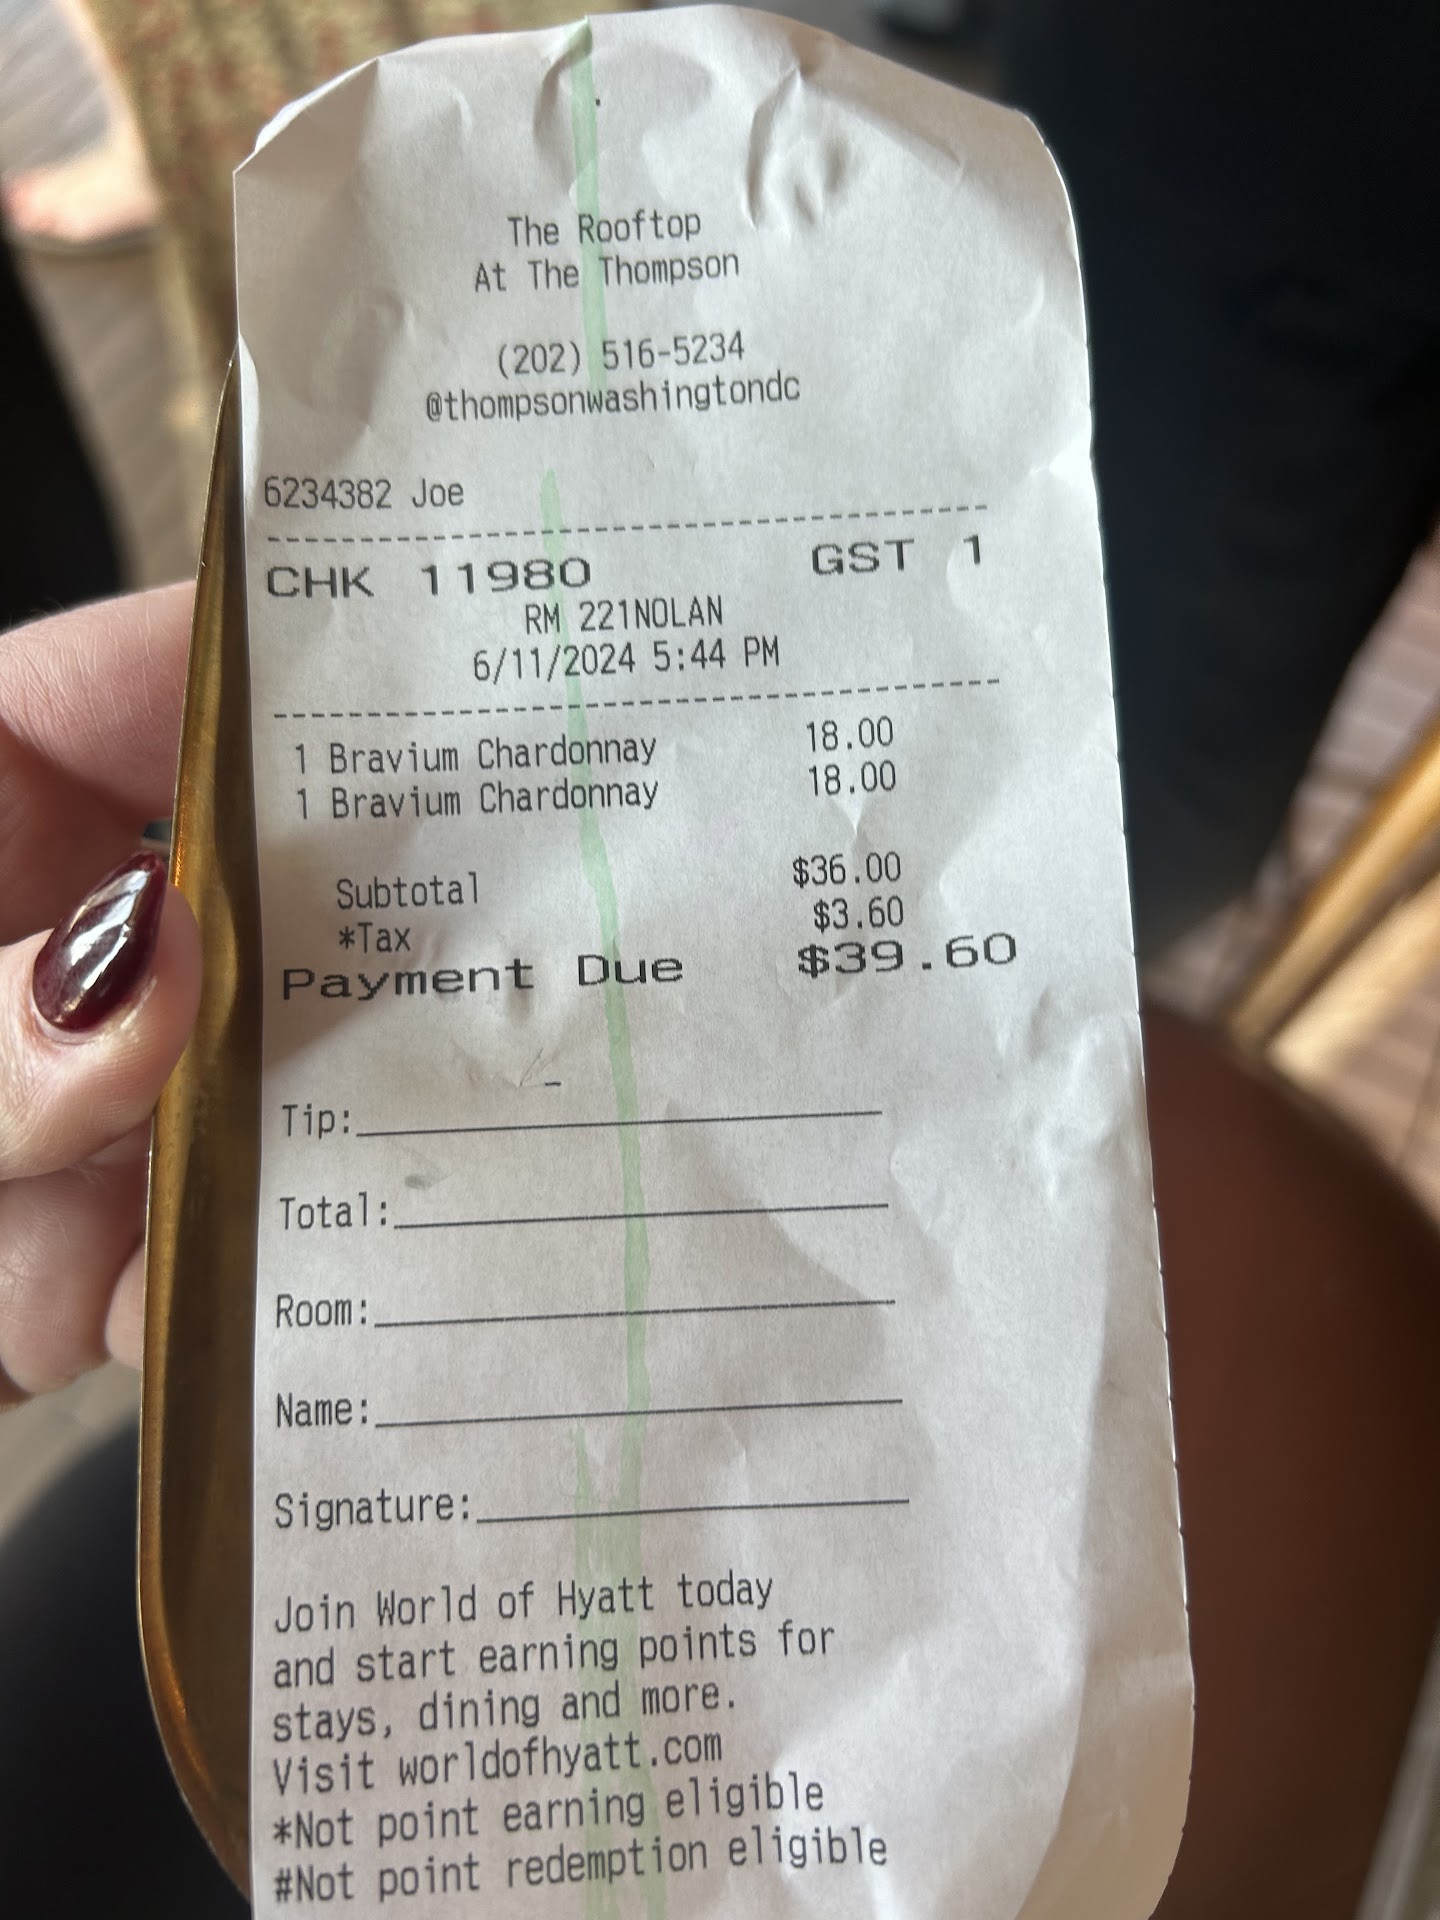 The Rooftop
At The Thompson
(202) 516-5234
@thompsonwashingtondc
6234382 Joe
CHK 11980 GST 1
RM 221NOLAN
6/11/2024 5:44 PM
1 Bravium Chardonnay 18.00
1 Bravium Chardonnay 18.00
Subtotal $36.00
*Tax $3.60
Payment Due $39.60
Tip:
Total:
Room:
Name:
Signature:
Join World of Hyatt today
and start earning points for
stays, dining and more.
Visit worldofhyatt.com
*Not point earning eligible
#Not point redemption eligible